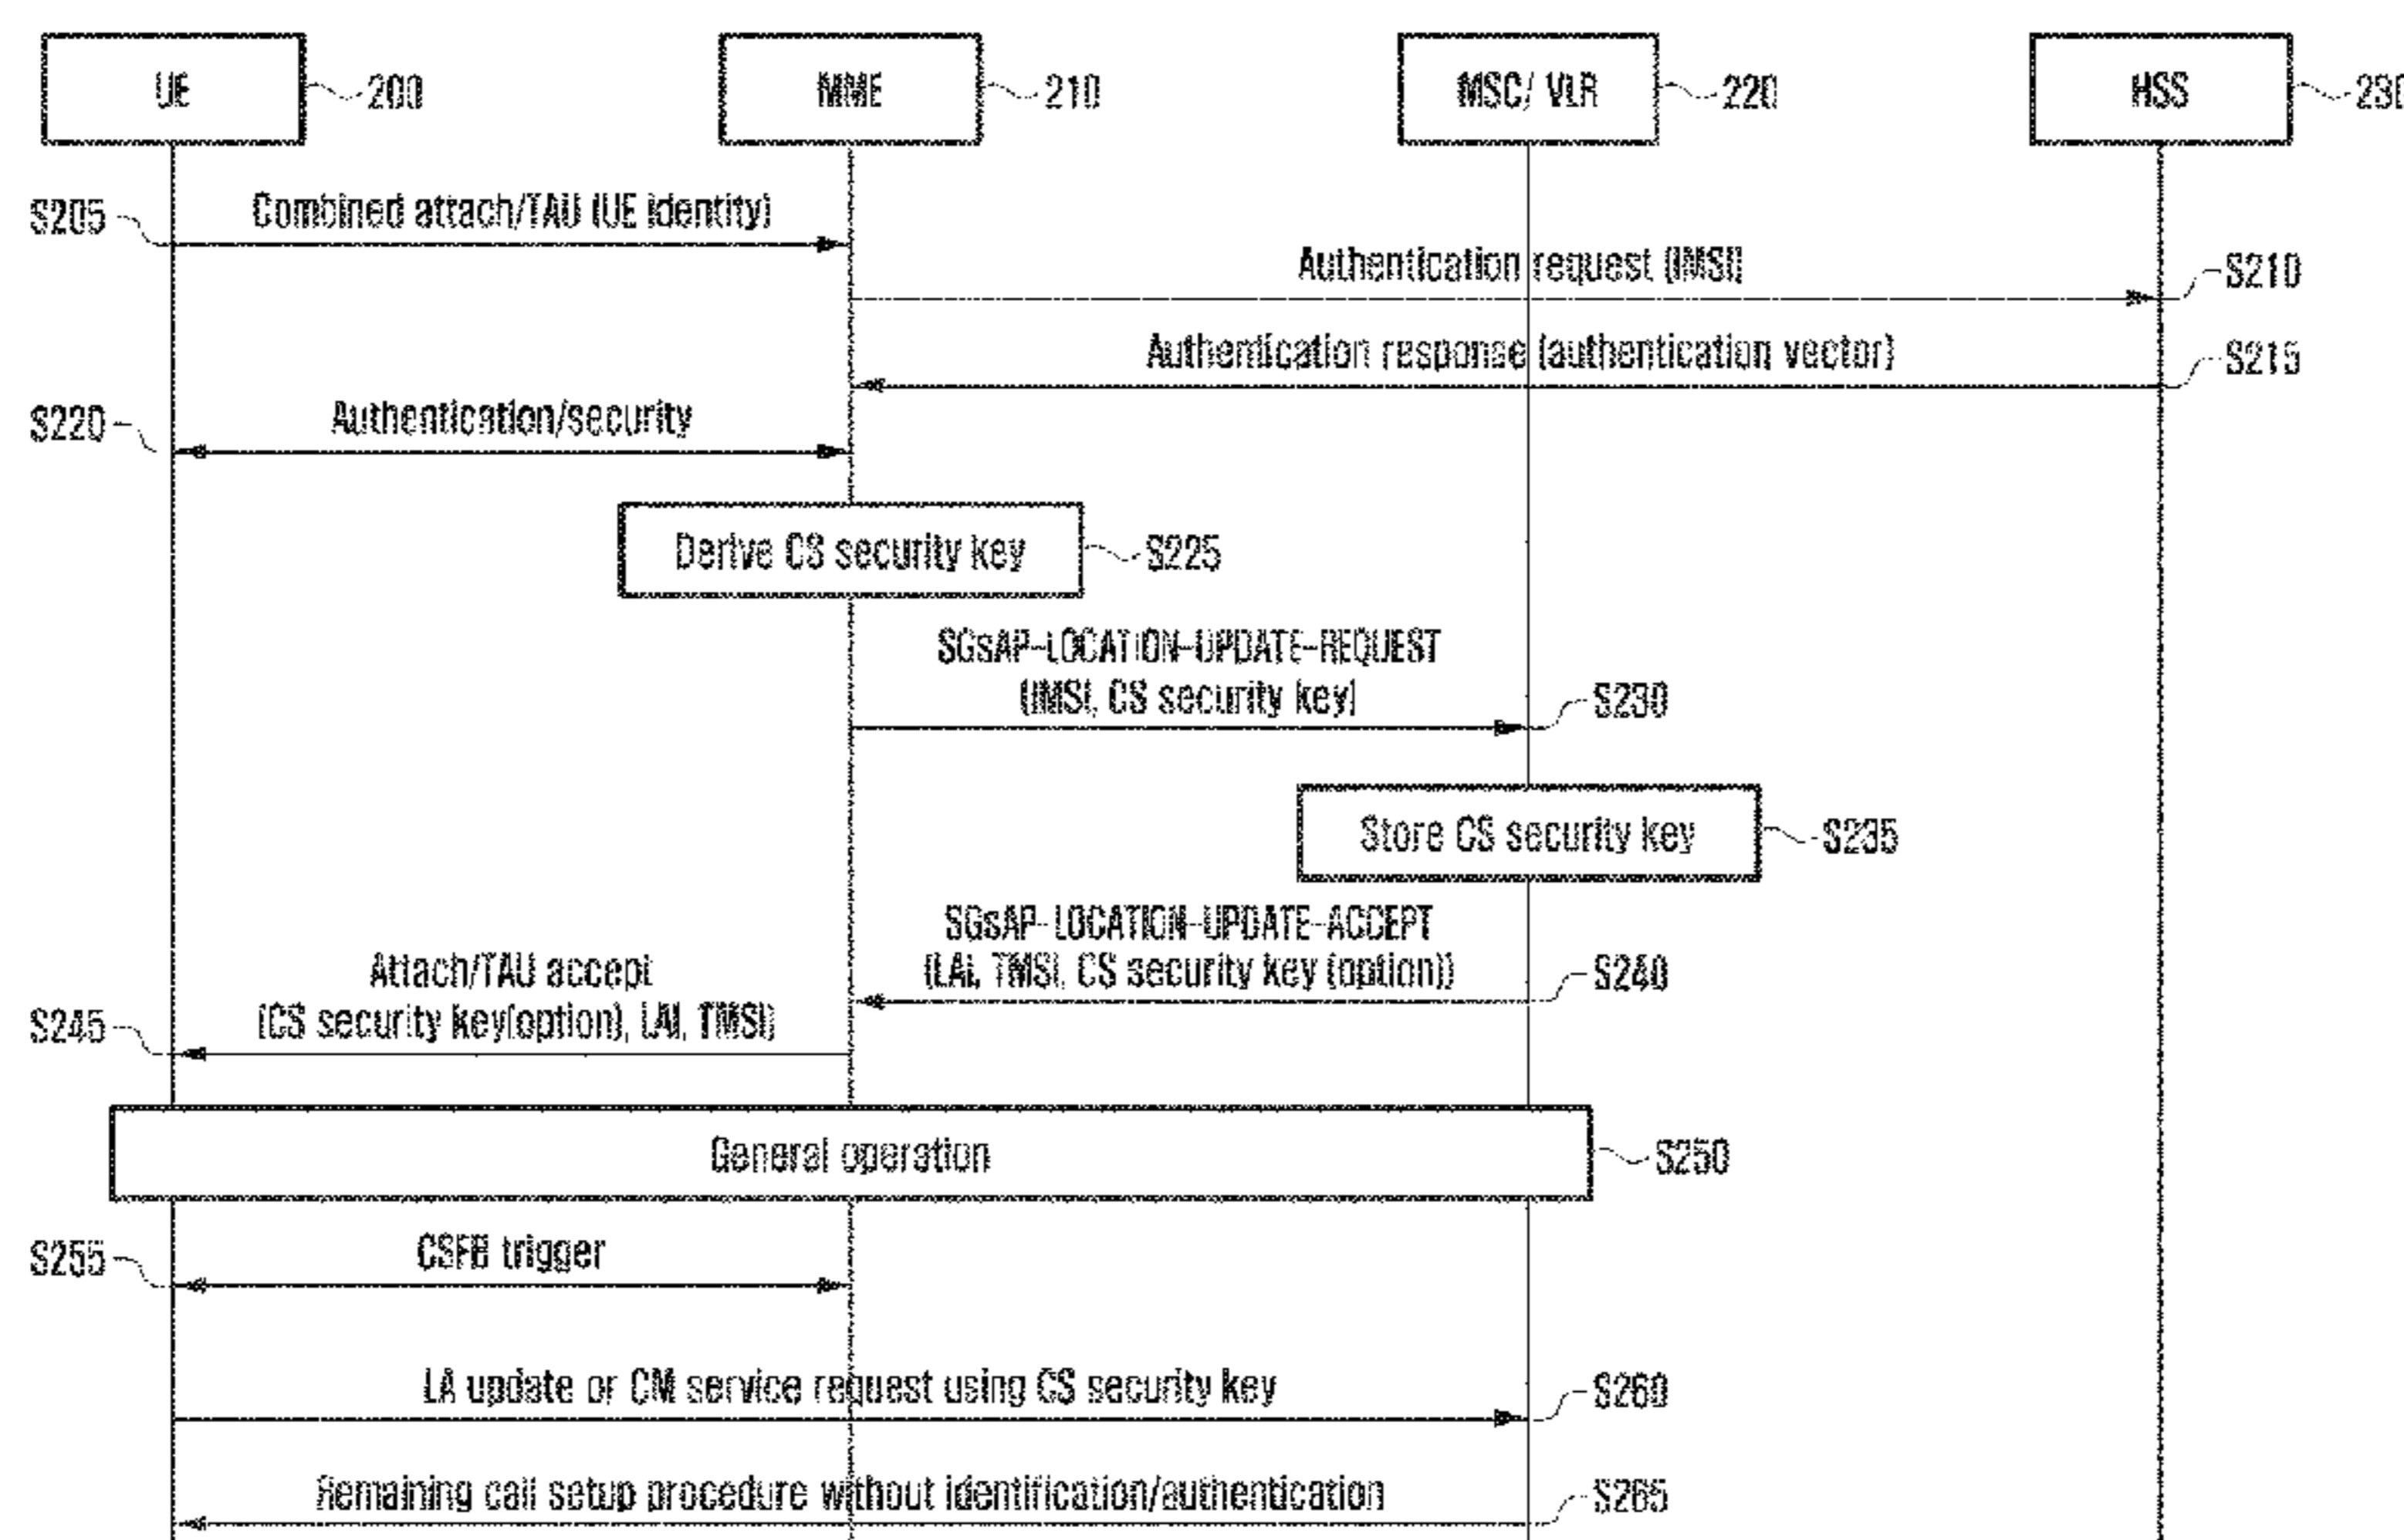 UE
200
MME
210
MSC/ VLR
220
HSS
230
S205
Combined attach/TAU (UE identity)
Authentication request (IMSI)
S210
Authentication response (authentication vector)
S215
S220
Authentication/security
Derive CS security key
S225
SGsAP-LOCATION-UPDATE-REQUEST
(IMSI, CS security key)
S230
Store CS security key
S235
SGsAP-LOCATION-UPDATE-ACCEPT
(LAI, TMSI, CS security key (option))
S240
Attach/TAU accept
(CS security key(option), LAI, TMSI)
S245
General operation
S250
S255
CSFB trigger
LA update or CM service request using CS security key
S260
Remaining call setup procedure without identification/authentication
S265